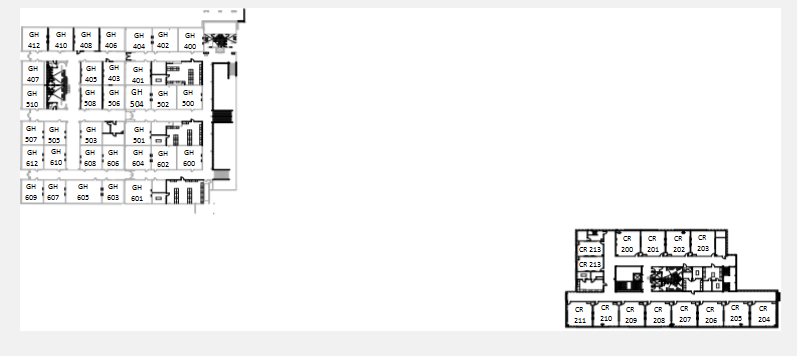 GH 412
GH 410
GH 408
GH 406
GH 404
GH 402
GH 400
GH 407
GH 405
GH 403
GH 401
GH 510
GH 508
GH 506
GH 504
GH 502
GH 500
GH 507
GH 505
GH 503
GH 501
GH 612
GH 610
GH 608
GH 606
GH 604
GH 602
GH 600
GH 609
GH 607
GH 605
GH 603
GH 601
CR 213
CR 200
CR 201
CR 202
CR 203
CR 213
CR 211
CR 210
CR 209
CR 208
CR 207
CR 206
CR 205
CR 204